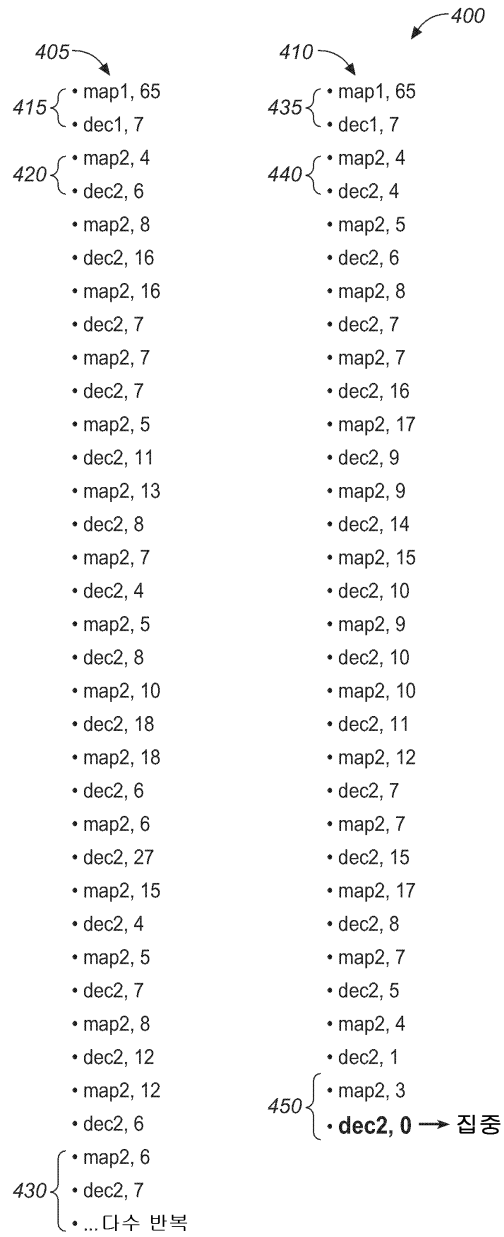 400
405
415
• map1, 65
• dec1, 7
420
• map2, 4
• dec2, 6
• map2, 8
• dec2, 16
• map2, 16
• dec2, 7
• map2, 7
• dec2, 7
• map2, 5
• dec2, 11
• map2, 13
• dec2, 8
• map2, 7
• dec2, 4
• map2, 5
• dec2, 8
• map2, 10
• dec2, 18
• map2, 18
• dec2, 6
• map2, 6
• dec2, 27
• map2, 15
• dec2, 4
• map2, 5
• dec2, 7
• map2, 8
• dec2, 12
• map2, 12
• dec2, 6
430
• map2, 6
• dec2, 7
• ... 다수 반복
410
435
• map1, 65
• dec1, 7
440
• map2, 4
• dec2, 4
• map2, 5
• dec2, 6
• map2, 8
• dec2, 7
• map2, 7
• dec2, 16
• map2, 17
• dec2, 9
• map2, 9
• dec2, 14
• map2, 15
• dec2, 10
• map2, 9
• dec2, 10
• map2, 10
• dec2, 11
• map2, 12
• dec2, 7
• map2, 7
• dec2, 15
• map2, 17
• dec2, 8
• map2, 7
• dec2, 5
• map2, 4
• dec2, 1
450
• map2, 3
• dec2, 0 → 집중